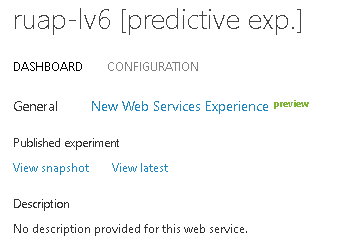 ruap-lv6 [predictive exp.]
DASHBOARD CONFIGURATION
General New Web Services Experience preview
Published experiment
View snapshot View latest
Description
No description provided for this web service.